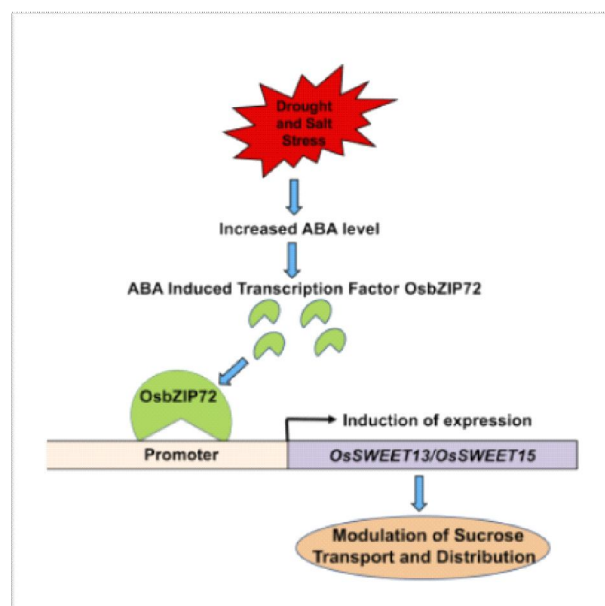 Drought
and Salt
Stress
Increased ABA level
ABA Induced Transcription Factor OsbZIP72
OsbZIP72
Induction of expression
Promoter
OsSWEET13/OsSWEET15
Modulation of Sucrose
Transport and Distribution